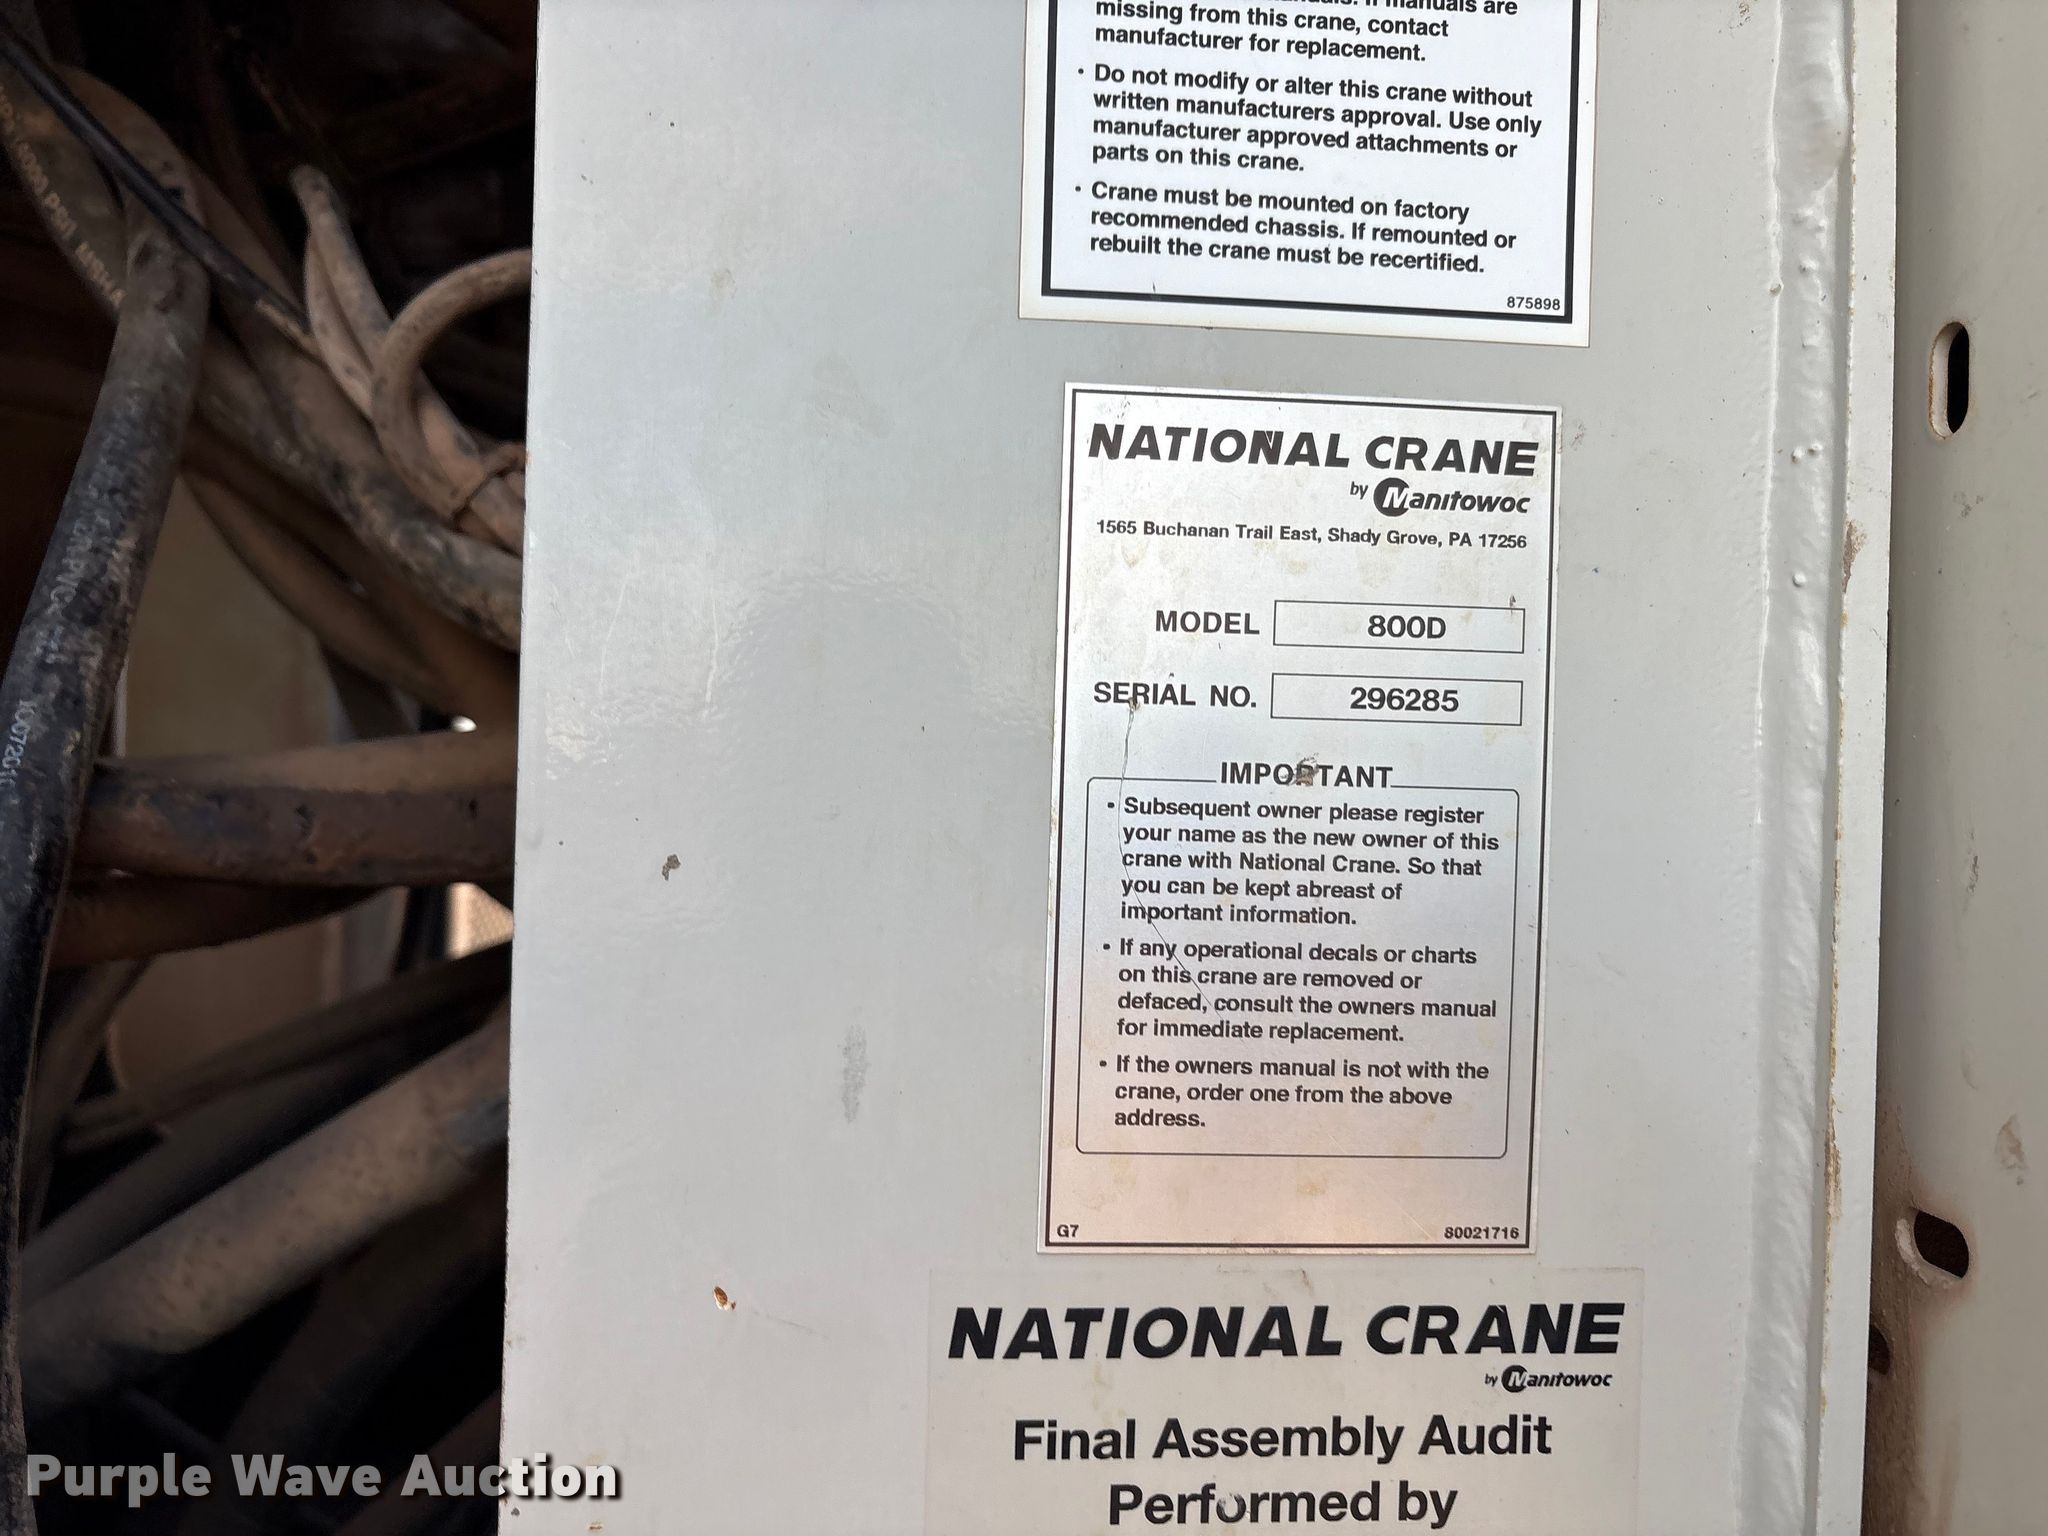 manuals. If manuals are
missing from this crane, contact
manufacturer for replacement.
• Do not modify or alter this crane without
written manufacturers approval. Use only
manufacturer approved attachments or
parts on this crane.
• Crane must be mounted on factory
recommended chassis. If remounted or
rebuilt the crane must be recertified.
875898
NATIONAL CRANE
by Manitowoc
1565 Buchanan Trail East, Shady Grove, PA 17256
MODEL 800D
SERIAL NO. 296285
IMPORTANT
• Subsequent owner please register
your name as the new owner of this
crane with National Crane. So that
you can be kept abreast of
important information.
• If any operational decals or charts
on this crane are removed or
defaced, consult the owners manual
for immediate replacement.
• If the owners manual is not with the
crane, order one from the above
address.
G7 80021716
NATIONAL CRANE
by Manitowoc
Final Assembly Audit
Performed by
Purple Wave Auction